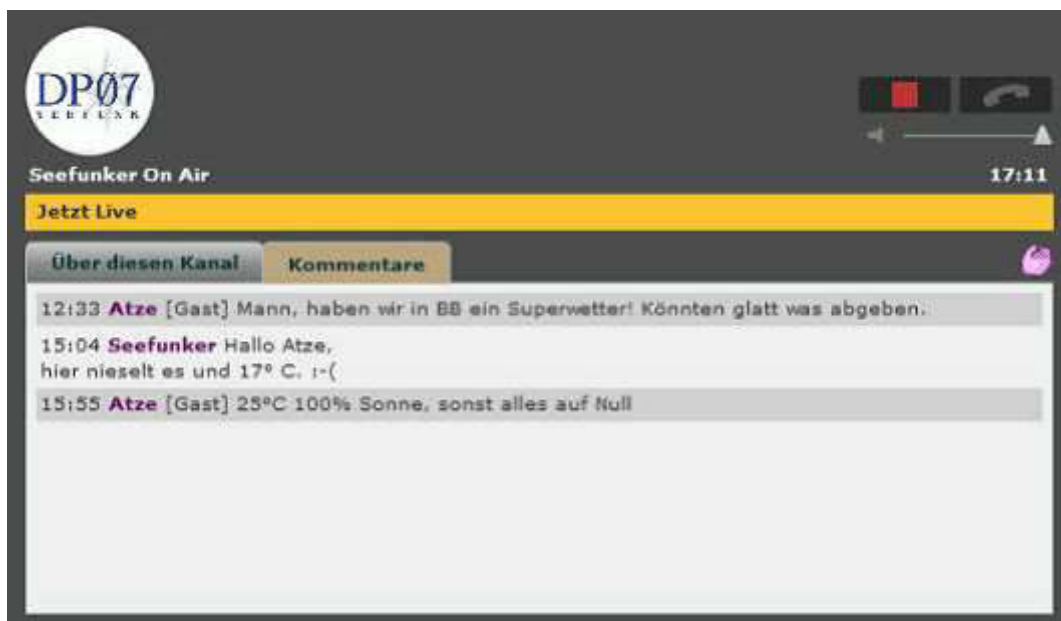 DPØ7
SEEFUNK
Seefunker On Air
17:11
Jetzt Live
Über diesen Kanal
Kommentare
12:33 Atze [Gast] Mann, haben wir in BB ein Superwetter! Könnten glatt was abgeben.
15:04 Seefunker Hallo Atze,
hier nieselt es und 17° C. :-(
15:55 Atze [Gast] 25°C 100% Sonne, sonst alles auf Null